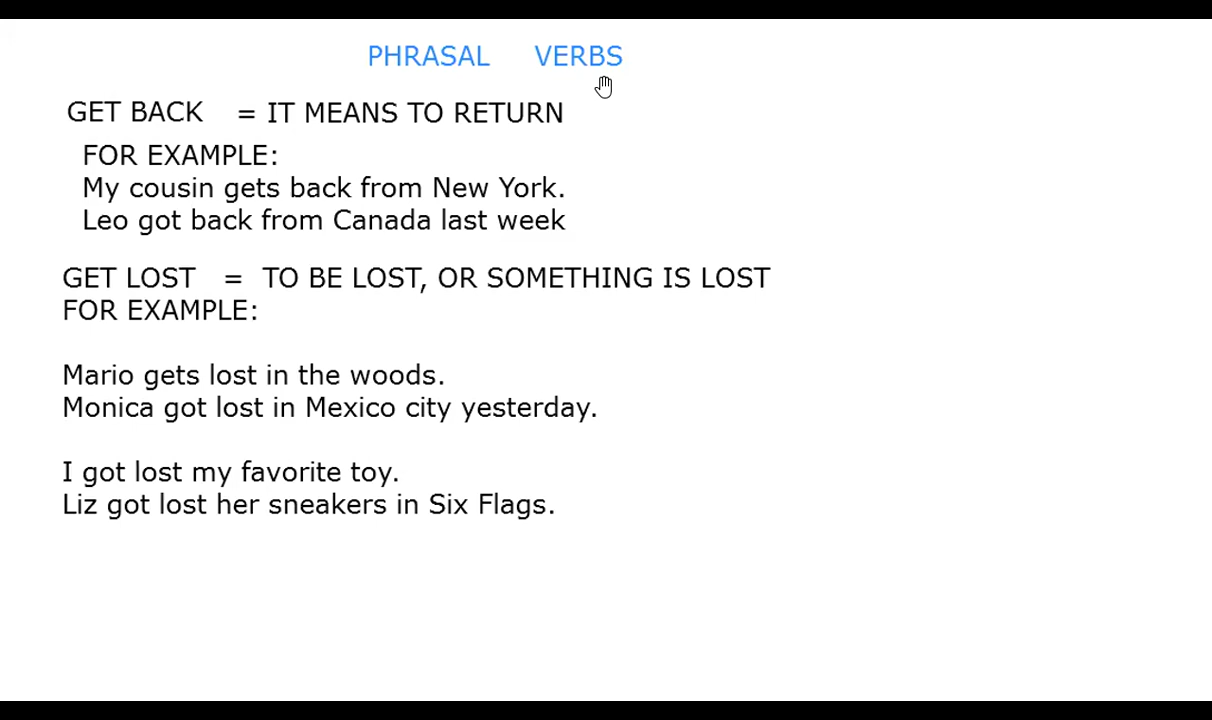 PHRASAL VERBS
GET BACK = IT MEANS TO RETURN
FOR EXAMPLE:
My cousin gets back from New York.
Leo got back from Canada last week
GET LOST = TO BE LOST, OR SOMETHING IS LOST
FOR EXAMPLE:
Mario gets lost in the woods.
Monica got lost in Mexico city yesterday.
I got lost my favorite toy.
Liz got lost her sneakers in Six Flags.